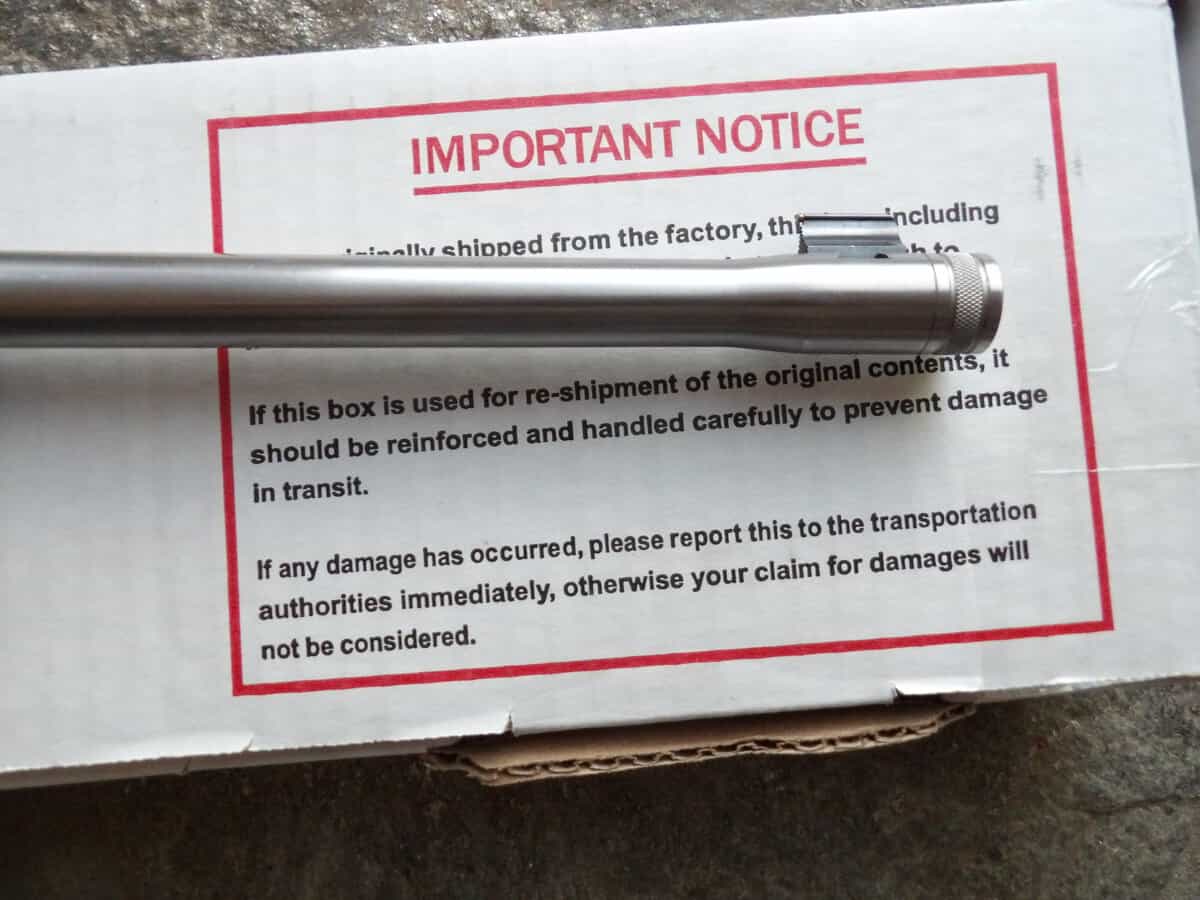 IMPORTANT NOTICE
shipped from the factory,
If this box is used for re-shipment of the original contents, it
should be reinforced and handled carefully to prevent damage
in transit.
If any damage has occurred, please report this to the transportation
authorities immediately, otherwise your claim for damages will
not be considered.